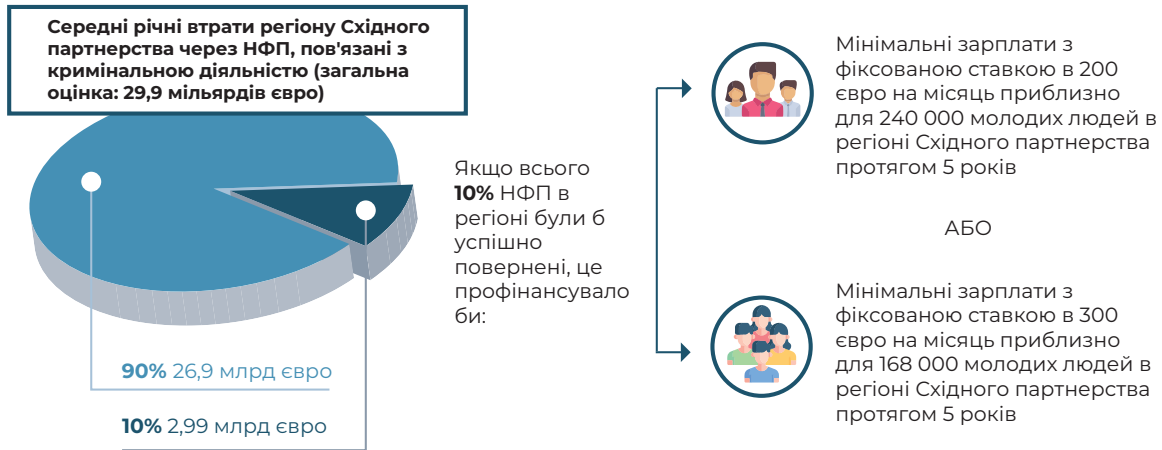 Середні річні втрати регіону Східного
партнерства через НФП, пов'язані з
кримінальною діяльністю (загальна
оцінка: 29,9 мільярдів євро)
90% 26,9 млрд євро
10% 2,99 млрд євро
Якщо всього
10% НФП в
регіоні були б
успішно
повернені, це
профінансувало
би:
Мінімальні зарплати з
фіксованою ставкою в 200
євро на місяць приблизно
для 240 000 молодих людей в
регіоні Східного партнерства
протягом 5 років
АБО
Мінімальні зарплати з
фіксованою ставкою в 300
євро на місяць приблизно
для 168 000 молодих людей в
регіоні Східного партнерства
протягом 5 років